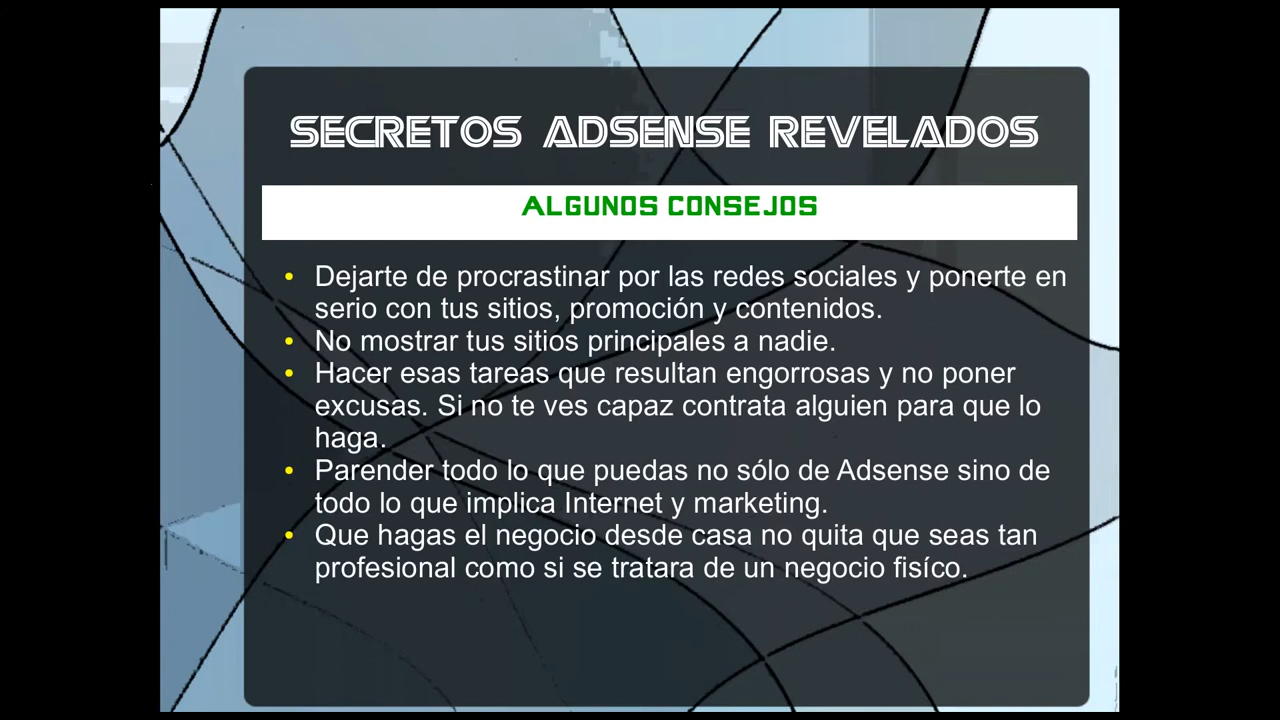 SECRETOS ADSENSE REVELADOS
ALGUNOS CONSEJOS
• Dejarte de procrastinar por las redes sociales y ponerte en
serio con tus sitios, promoción y contenidos.
• No mostrar tus sitios principales a nadie.
• Hacer esas tareas que resultan engorrosas y no poner
excusas. Si no te ves capaz contrata alguien para que lo
haga.
• Parender todo lo que puedas no sólo de Adsense sino de
todo lo que implica Internet y marketing.
• Que hagas el negocio desde casa no quita que seas tan
profesional como si se tratara de un negocio fisíco.